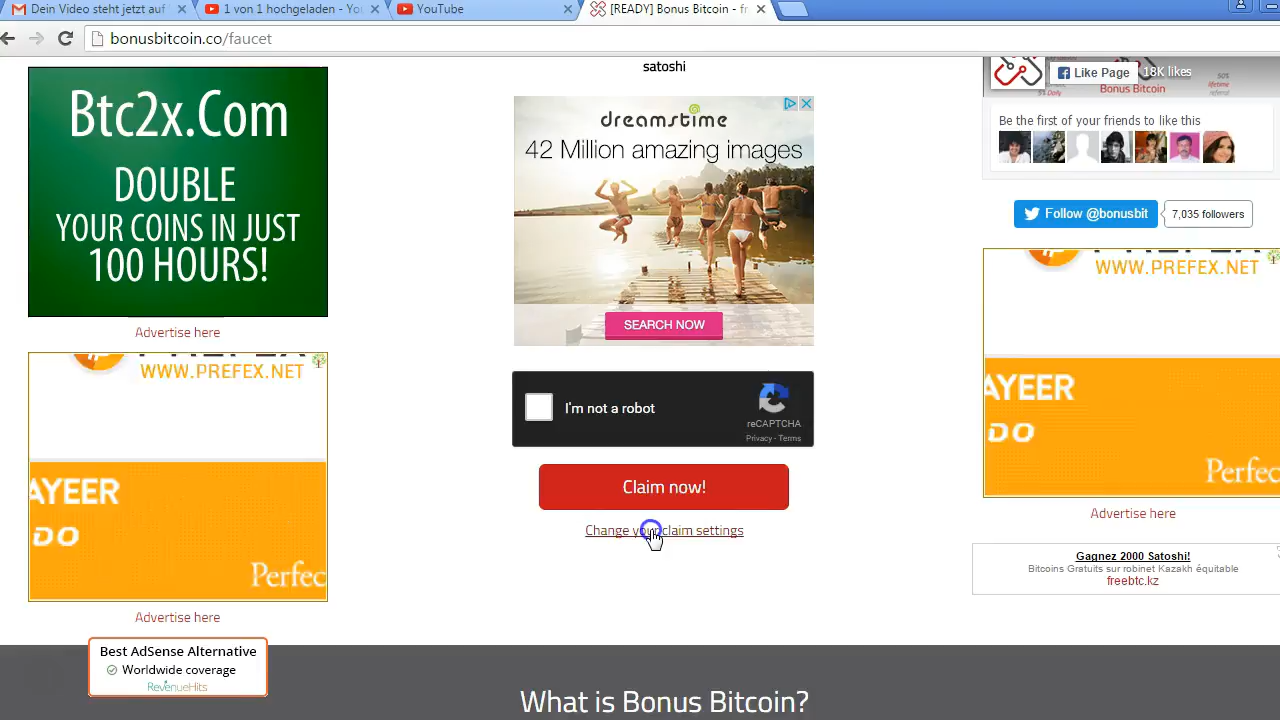 Dein Video steht jetzt auf
1 von 1 hochgeladen - Yo
YouTube
[READY] Bonus Bitcoin - fr
bonusbitcoin.co/faucet
Btc2x.Com
DOUBLE
YOUR COINS IN JUST
100 HOURS!
Advertise here
WWW.PREFEX.NET
AYEER
DO
Perfec
Advertise here
Best AdSense Alternative
Worldwide coverage
RevenueHits
satoshi
dreamstime
42 Million amazing images
SEARCH NOW
I'm not a robot
reCAPTCHA
Privacy - Terms
Claim now!
Change your claim settings
What is Bonus Bitcoin?
Like Page
18K likes
5% Daily
Bonus Bitcoin
50%
lifetime
referral
Be the first of your friends to like this
Follow @bonusbit
7,035 followers
WWW.PREFEX.NET
AYEER
DO
Perfec
Advertise here
Gagnez 2000 Satoshi!
Bitcoins Gratuits sur robinet Kazakh équitable
freebtc.kz